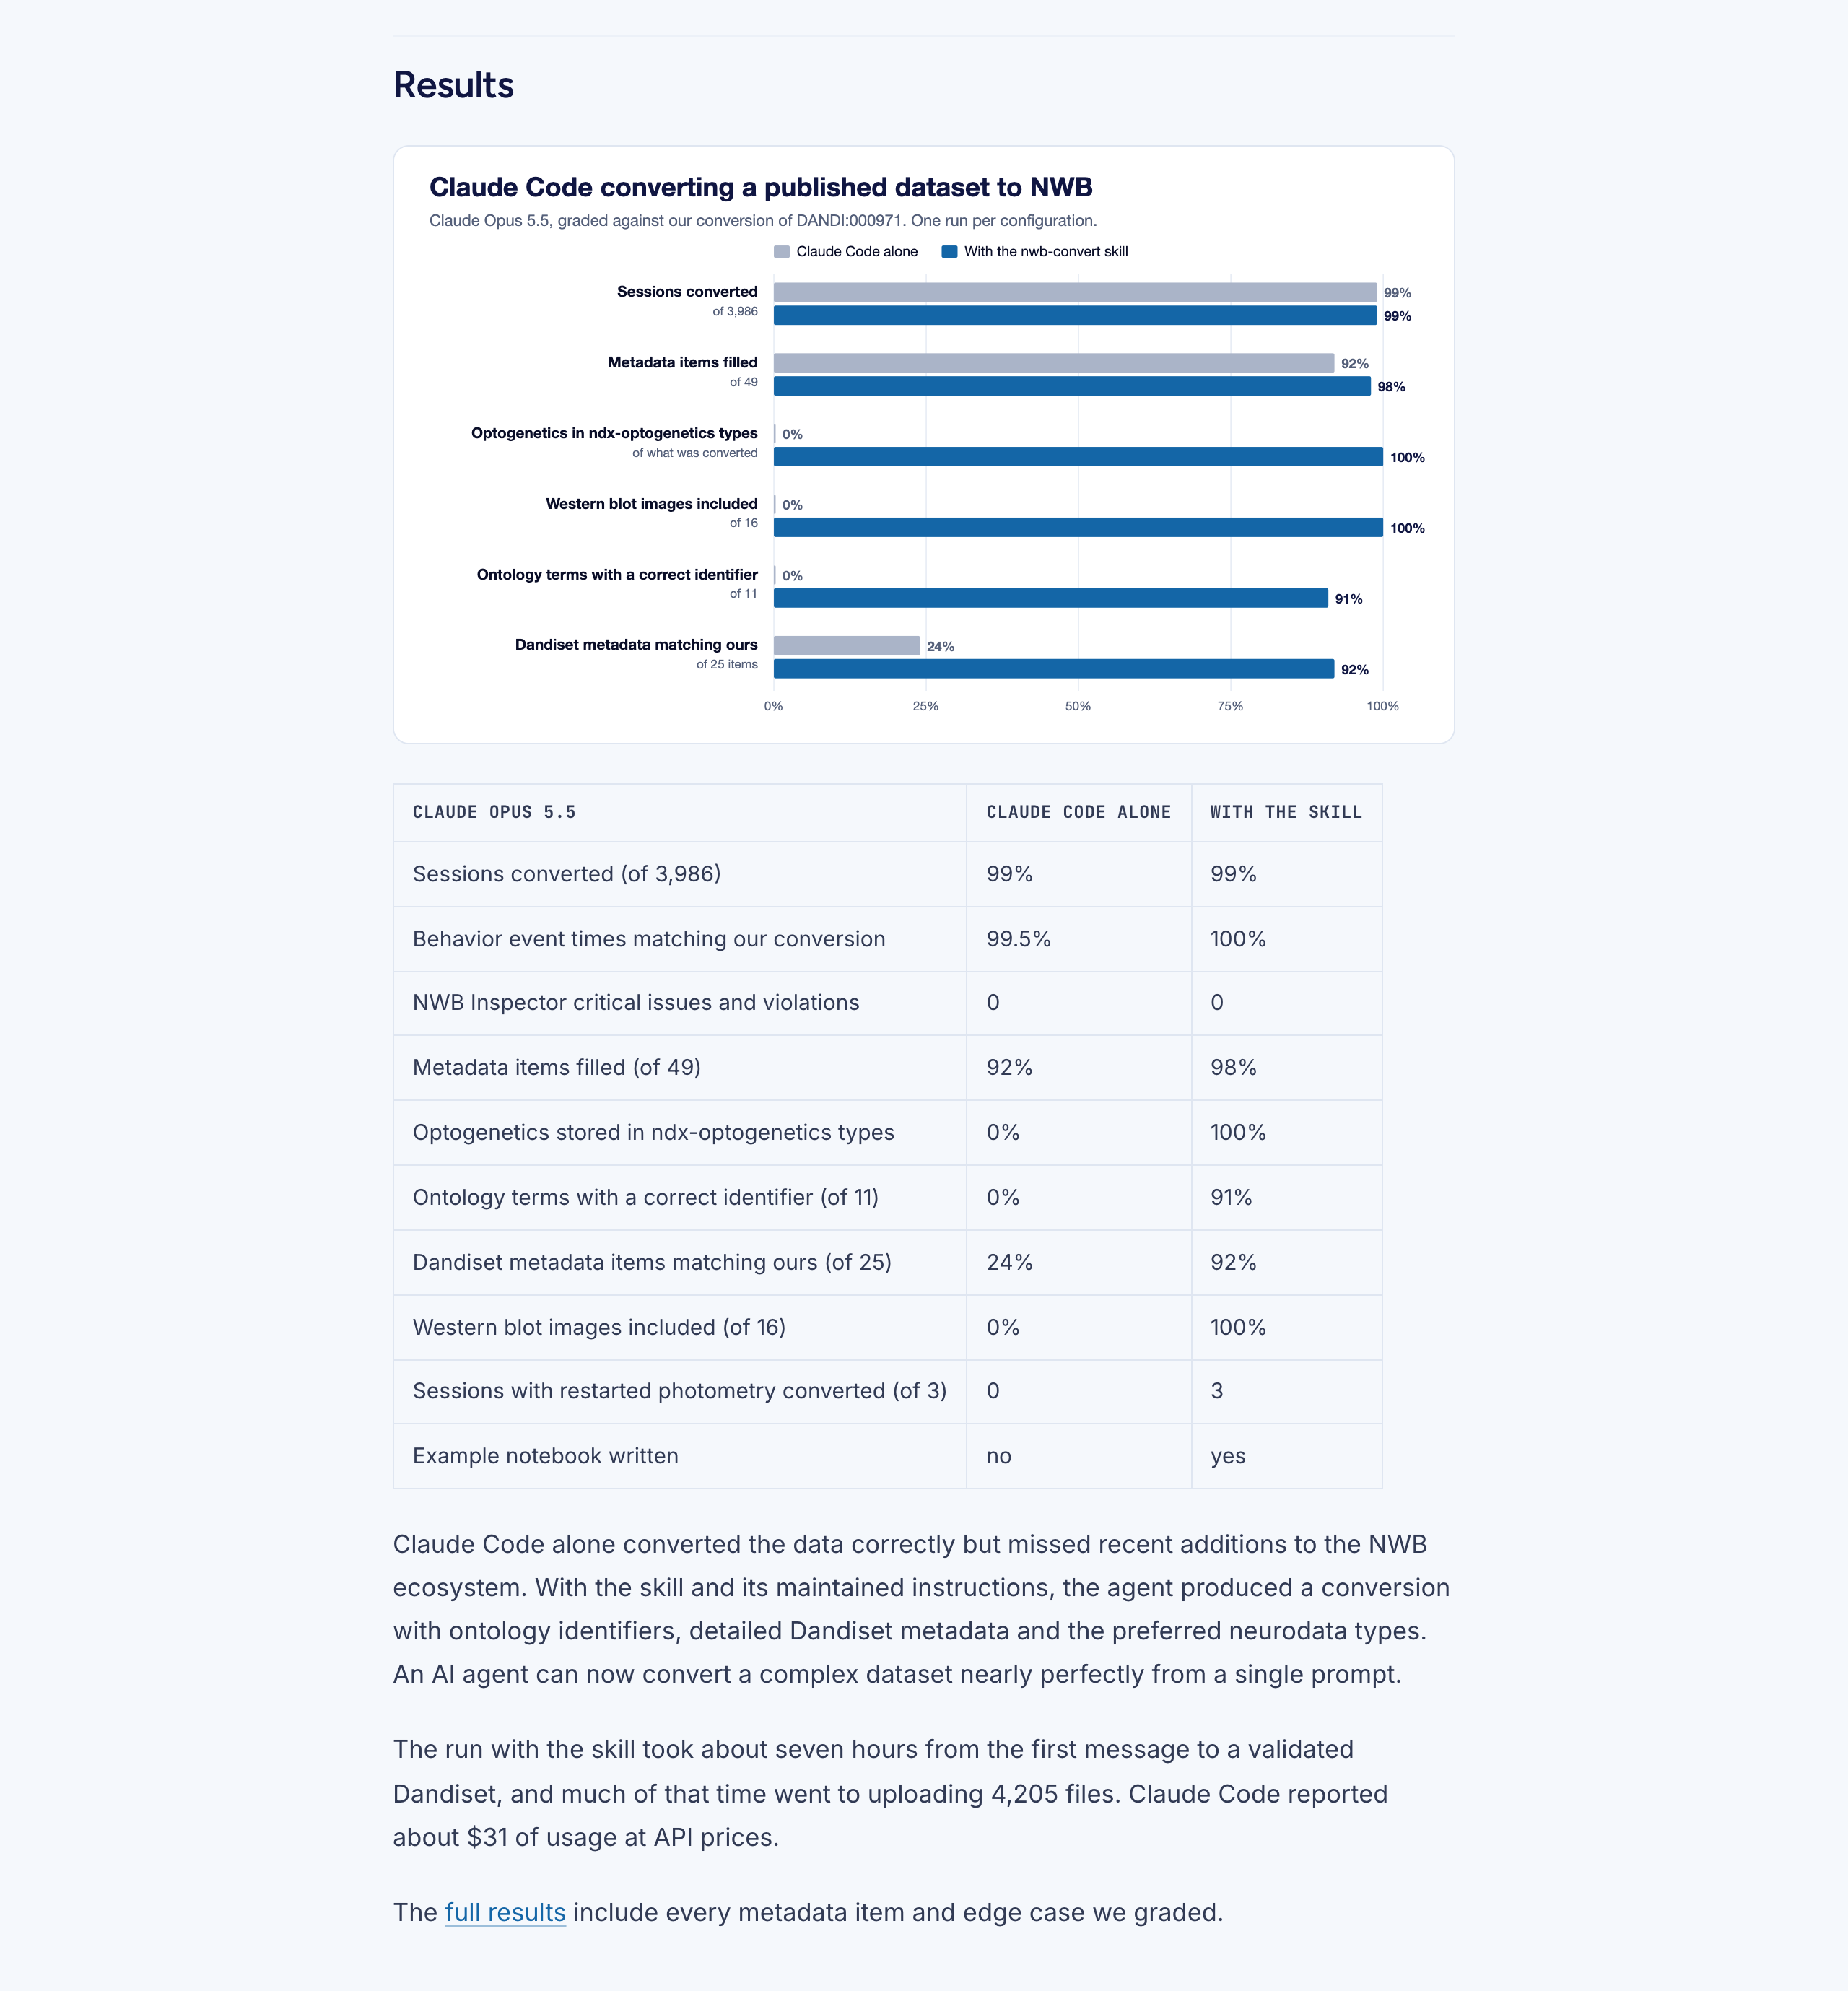 Results
Claude Code converting a published dataset to NWB
Claude Opus 5.5, graded against our conversion of DANDI:000971. One run per configuration.
Claude Code alone
With the nwb-convert skill
Sessions converted
of 3,986
99%
99%
Metadata items filled
of 49
92%
98%
Optogenetics in ndx-optogenetics types
of what was converted
0%
100%
Western blot images included
of 16
0%
100%
Ontology terms with a correct identifier
of 11
0%
91%
Dandiset metadata matching ours
of 25 items
24%
92%
0% 25% 50% 75% 100%
CLAUDE OPUS 5.5 CLAUDE CODE ALONE WITH THE SKILL
Sessions converted (of 3,986) 99% 99%
Behavior event times matching our conversion 99.5% 100%
NWB Inspector critical issues and violations 0 0
Metadata items filled (of 49) 92% 98%
Optogenetics stored in ndx-optogenetics types 0% 100%
Ontology terms with a correct identifier (of 11) 0% 91%
Dandiset metadata items matching ours (of 25) 24% 92%
Western blot images included (of 16) 0% 100%
Sessions with restarted photometry converted (of 3) 0 3
Example notebook written no yes
Claude Code alone converted the data correctly but missed recent additions to the NWB
ecosystem. With the skill and its maintained instructions, the agent produced a conversion
with ontology identifiers, detailed Dandiset metadata and the preferred neurodata types.
An AI agent can now convert a complex dataset nearly perfectly from a single prompt.
The run with the skill took about seven hours from the first message to a validated
Dandiset, and much of that time went to uploading 4,205 files. Claude Code reported
about $31 of usage at API prices.
The full results include every metadata item and edge case we graded.